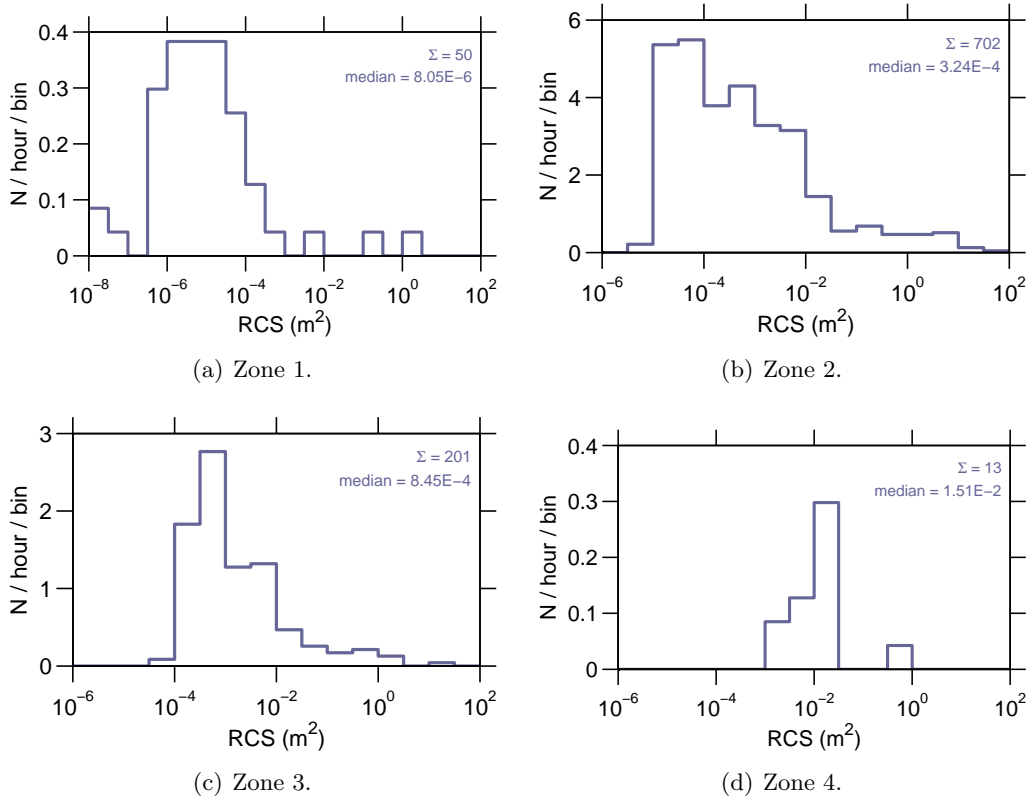 0.4
0.3
0.2
0.1
0
N / hour / bin
Σ = 50
median = 8.05E−6
10^−8
10^−6
10^−4
10^−2
10^0
10^2
RCS (m^2)
(a) Zone 1.
6
4
2
0
N / hour / bin
Σ = 702
median = 3.24E−4
10^−6
10^−4
10^−2
10^0
10^2
RCS (m^2)
(b) Zone 2.
3
2
1
0
N / hour / bin
Σ = 201
median = 8.45E−4
10^−6
10^−4
10^−2
10^0
10^2
RCS (m^2)
(c) Zone 3.
0.4
0.3
0.2
0.1
0
N / hour / bin
Σ = 13
median = 1.51E−2
10^−6
10^−4
10^−2
10^0
10^2
RCS (m^2)
(d) Zone 4.